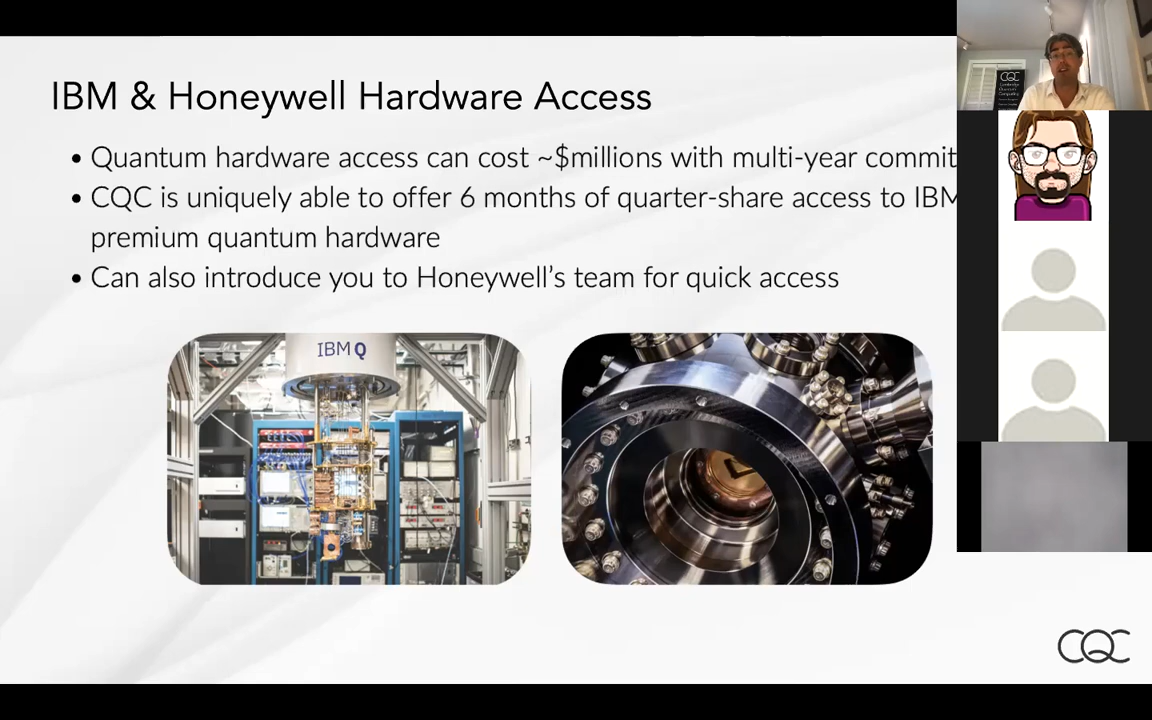 IBM & Honeywell Hardware Access
• Quantum hardware access can cost ~$millions with multi-year commit
• CQC is uniquely able to offer 6 months of quarter-share access to IBM
premium quantum hardware
• Can also introduce you to Honeywell’s team for quick access
IBM Q
CQC
CQC